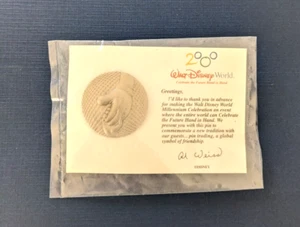 2000
Walt Disney World
Greetings,
I'd like to thank you in advance
for making the Walt Disney World
Millennium Celebration an event
where the entire world can Celebrate
the Future Hand in Hand. We
present you with this pin to
commemorate a new tradition with
our guests - pin trading, a global
symbol of friendship.
Al Weiss